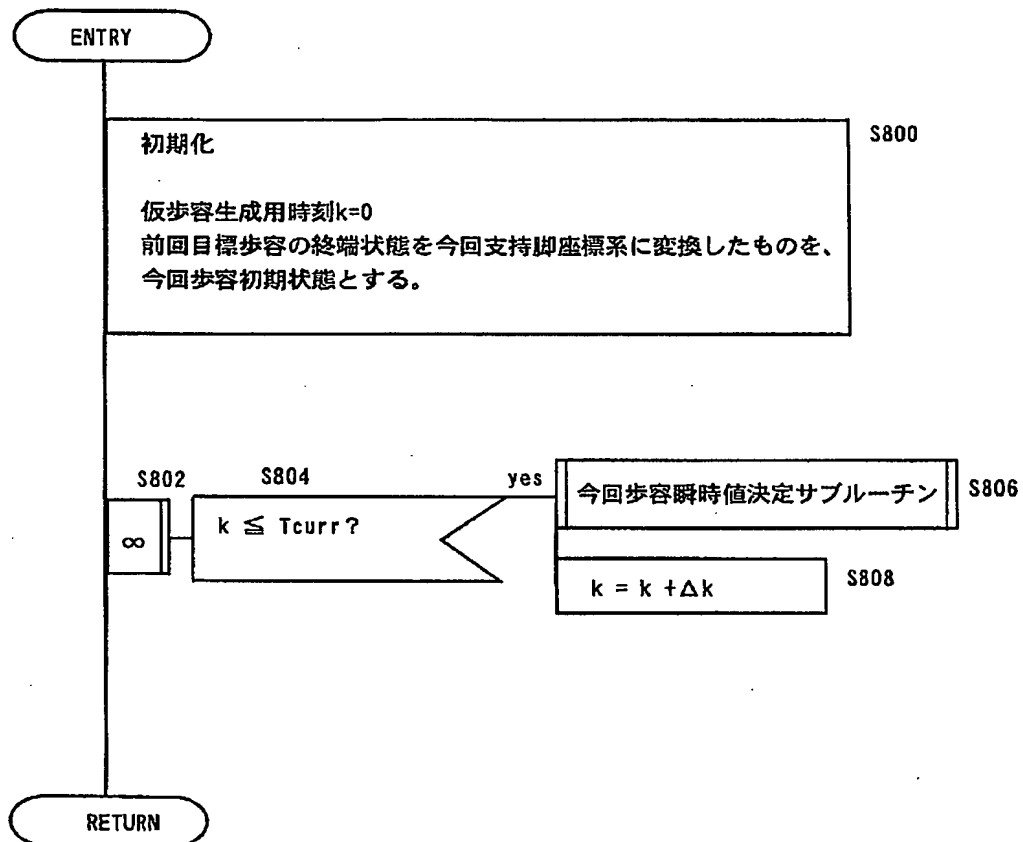 ENTRY
S800
初期化
仮歩容生成用時刻k=0
前回目標歩容の終端状態を今回支持脚座標系に変換したものを、
今回歩容初期状態とする。
S802
∞
S804
k ≦ Tcurr?
yes
今回歩容瞬時値決定サブルーチン
S806
k = k +Δk
S808
RETURN